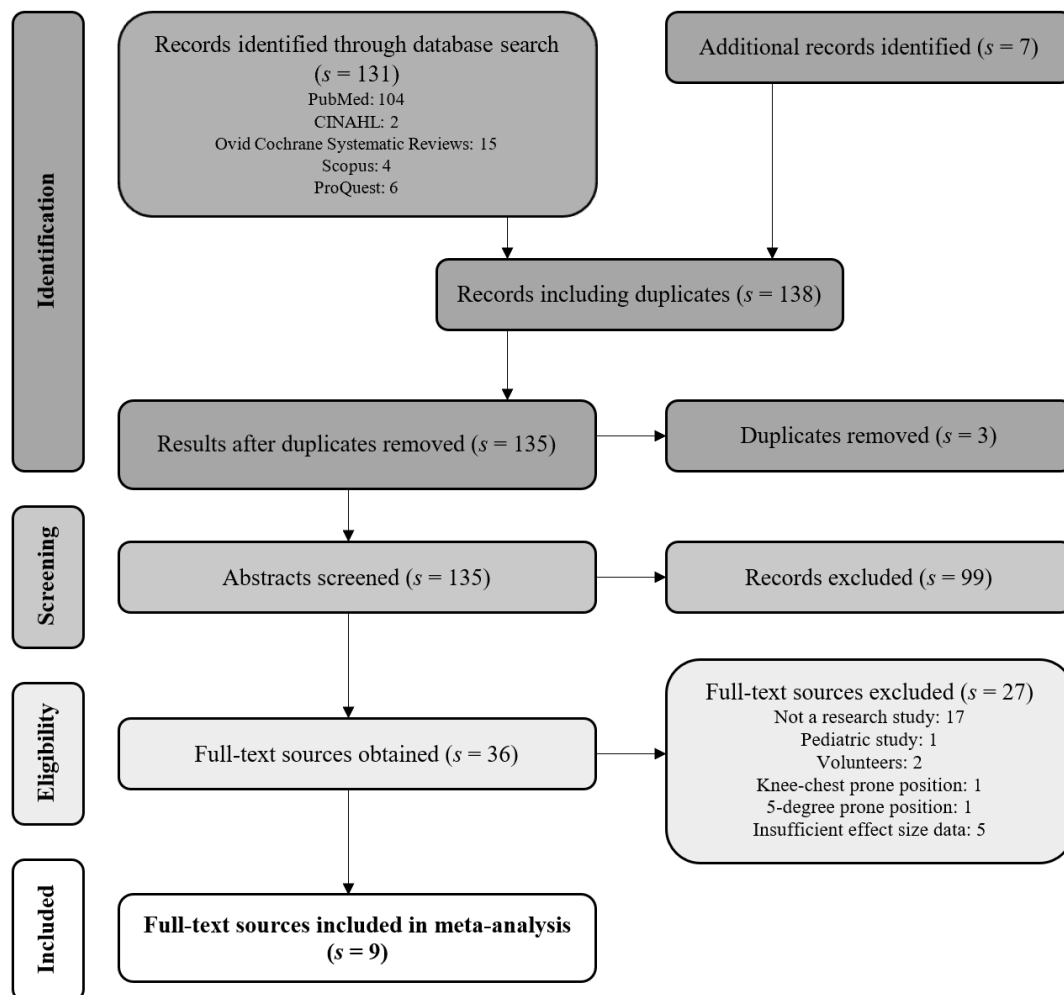 Identification
Records identified through database search
(s = 131)
PubMed: 104
CINAHL: 2
Ovid Cochrane Systematic Reviews: 15
Scopus: 4
ProQuest: 6
Additional records identified (s = 7)
Records including duplicates (s = 138)
Results after duplicates removed (s = 135)
Duplicates removed (s = 3)
Screening
Abstracts screened (s = 135)
Records excluded (s = 99)
Eligibility
Full-text sources obtained (s = 36)
Full-text sources excluded (s = 27)
Not a research study: 17
Pediatric study: 1
Volunteers: 2
Knee-chest prone position: 1
5-degree prone position: 1
Insufficient effect size data: 5
Included
Full-text sources included in meta-analysis
(s = 9)